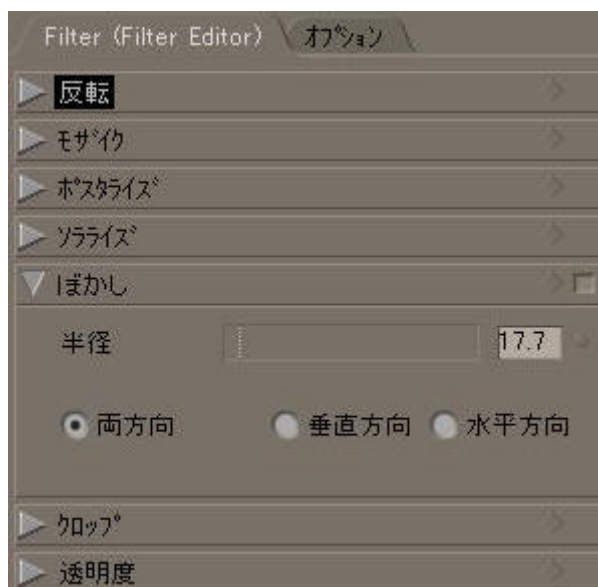 Filter (Filter Editor) オプション
反転
モザイク
ポスタライズ
ソラライズ
ぼかし
半径 17.7
両方向 垂直方向 水平方向
クロップ
透明度